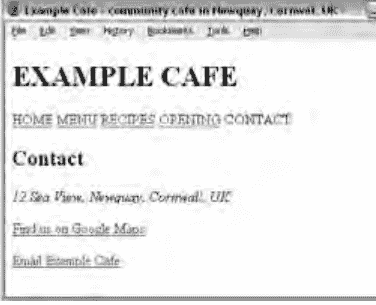 Example Cafe - community cafe in Newquay, Cornwall, UK -
File Edit View History Bookmarks Tools Help
EXAMPLE CAFE
HOME MENU RECIPES OPENING CONTACT
Contact
12 Sea View, Newquay, Cornwall, UK
Find us on Google Maps
Email Example Cafe